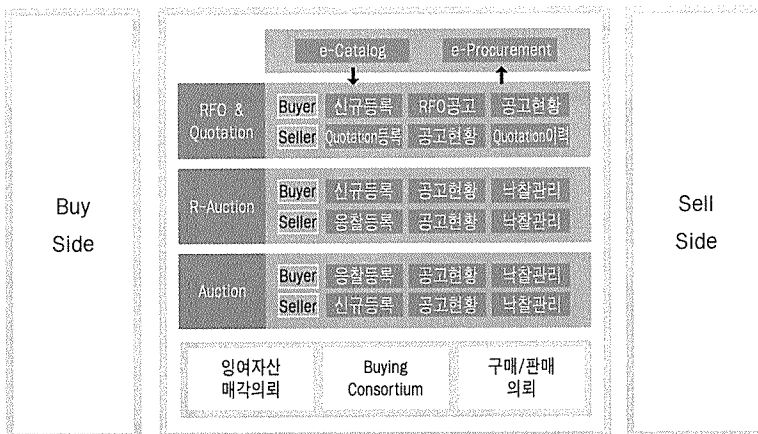 e-Catalog e-Procurement
RFO &
Quotation
Buyer 신규등록 RFO공고 공고현황
Seller Quotation등록 공고현황 Quotation이력
R-Auction
Buyer 신규등록 공고현황 낙찰관리
Seller 응찰등록 공고현황 낙찰관리
Auction
Buyer 응찰등록 공고현황 낙찰관리
Seller 신규등록 공고현황 낙찰관리
Buy
Side
Sell
Side
잉여자산
매각의뢰
Buying
Consortium
구매/판매
의뢰